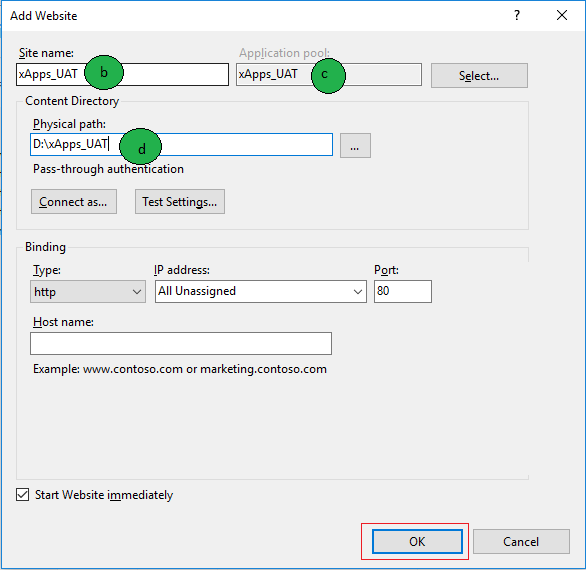 Add Website
?
Site name:
Application pool:
xApps_UAT b
xApps_UAT c
Select...
Content Directory
Physical path:
D:\xApps_UAT d
...
Pass-through authentication
Connect as...
Test Settings...
Binding
Type:
IP address:
Port:
http
All Unassigned
80
Host name:
Example: www.contoso.com or marketing.contoso.com
Start Website immediately
OK
Cancel